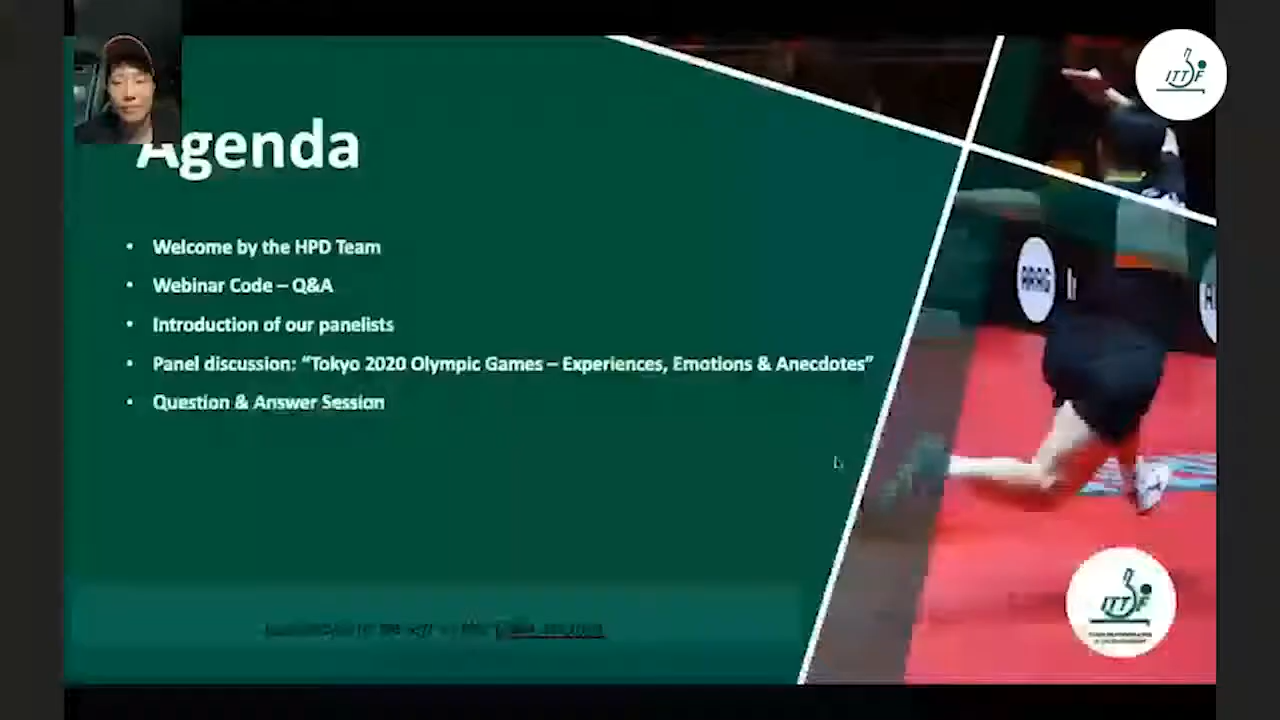 ITTF
Agenda
Welcome by the HPD Team
Webinar Code – Q&A
Introduction of our panelists
ARAG
Panel discussion: “Tokyo 2020 Olympic Games – Experiences, Emotions & Anecdotes”
Question & Answer Session
ITTF